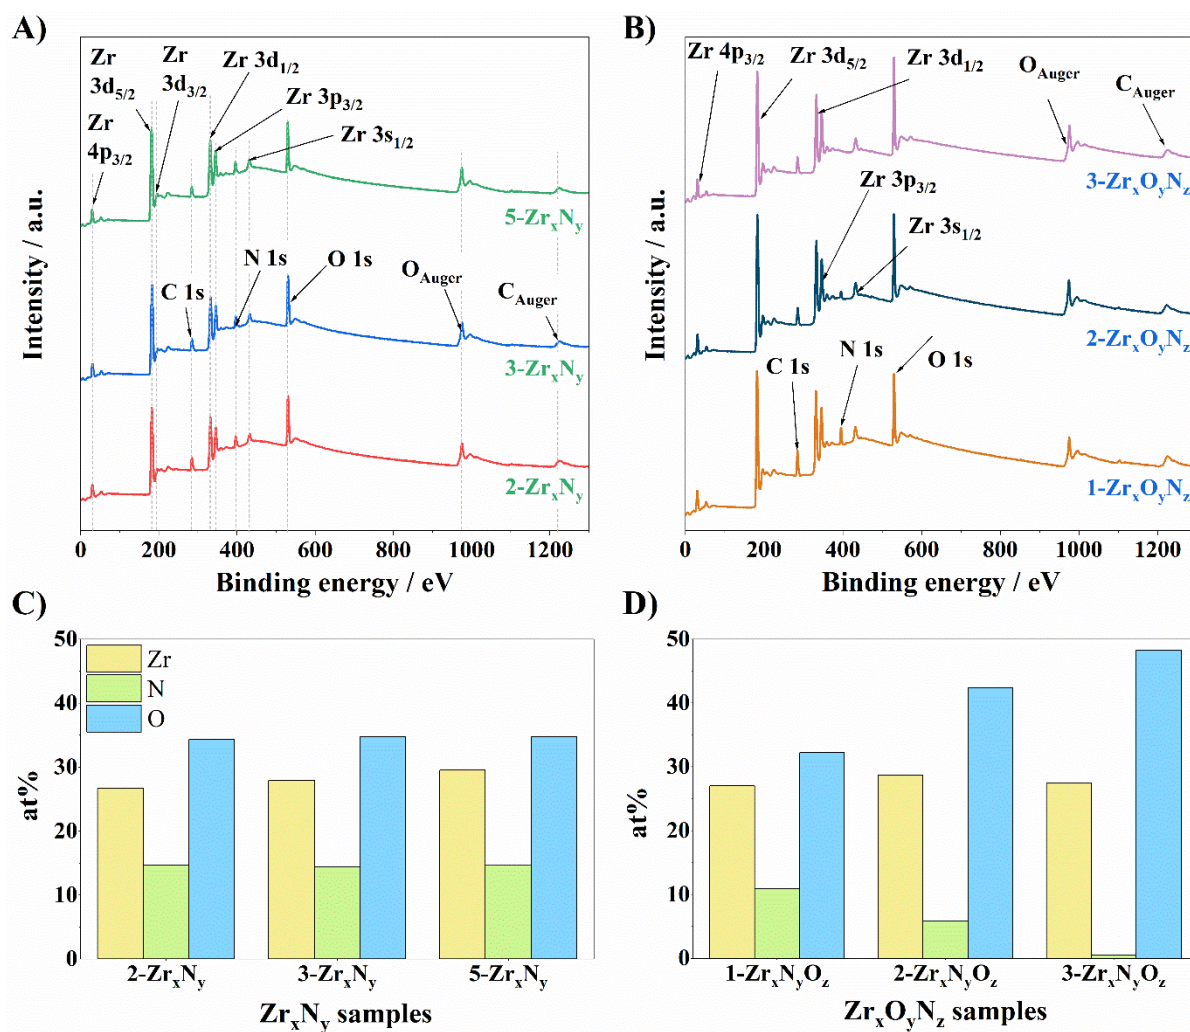 A)
Zr
3d5/2
Zr
3d3/2
Zr 3d1/2
Zr 3p3/2
Zr 3s1/2
Zr
4p3/2
5-ZrxNy
C 1s
N 1s
O 1s
OAuger
CAuger
3-ZrxNy
2-ZrxNy
Intensity / a.u.
0 200 400 600 800 1000 1200
Binding energy / eV
B)
Zr 4p3/2
Zr 3d5/2
Zr 3d1/2
OAuger
CAuger
3-ZrxOyNz
Zr 3p3/2
Zr 3s1/2
2-ZrxOyNz
C 1s
N 1s
O 1s
1-ZrxOyNz
Intensity / a.u.
0 200 400 600 800 1000 1200
Binding energy / eV
C)
50
40
30
20
10
0
at%
Zr
N
O
2-ZrxNy 3-ZrxNy 5-ZrxNy
ZrxNy samples
D)
50
40
30
20
10
0
at%
1-ZrxNyOz 2-ZrxNyOz 3-ZrxNyOz
ZrxOyNz samples